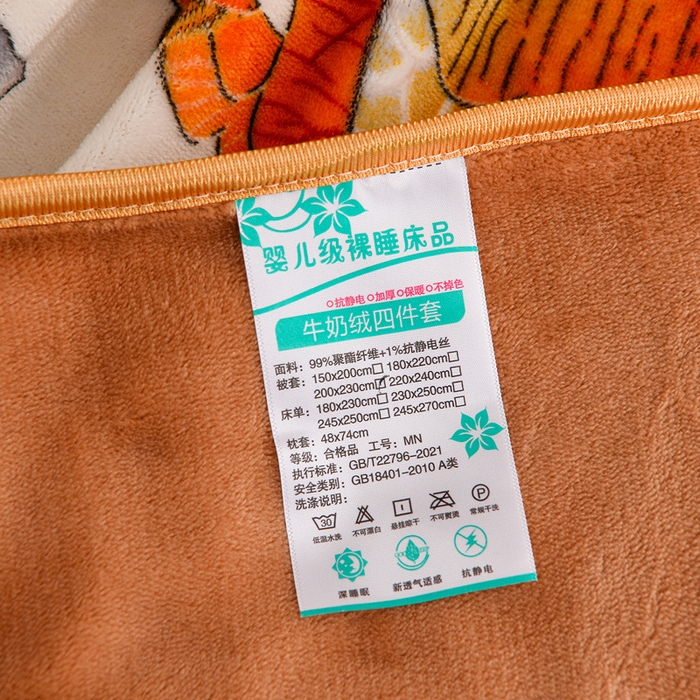 婴儿级裸睡床品
抗静电 加厚 保暖 不掉色
牛奶绒四件套
面料：99%聚酯纤维+1%抗静电丝
被套：150x200cm□ 180x220cm□
200x230cm☑ 220x240cm□
床单：180x230cm□ 230x250cm□
245x250cm□ 245x270cm□
枕套：48x74cm
等级：合格品 工号：MN
执行标准：GB/T22796-2021
安全类别：GB18401-2010 A类
洗涤说明：
30 P
低温水洗 不可漂白 悬挂晾干 不可熨烫 常规干洗
深睡眠 新透气适感 抗静电